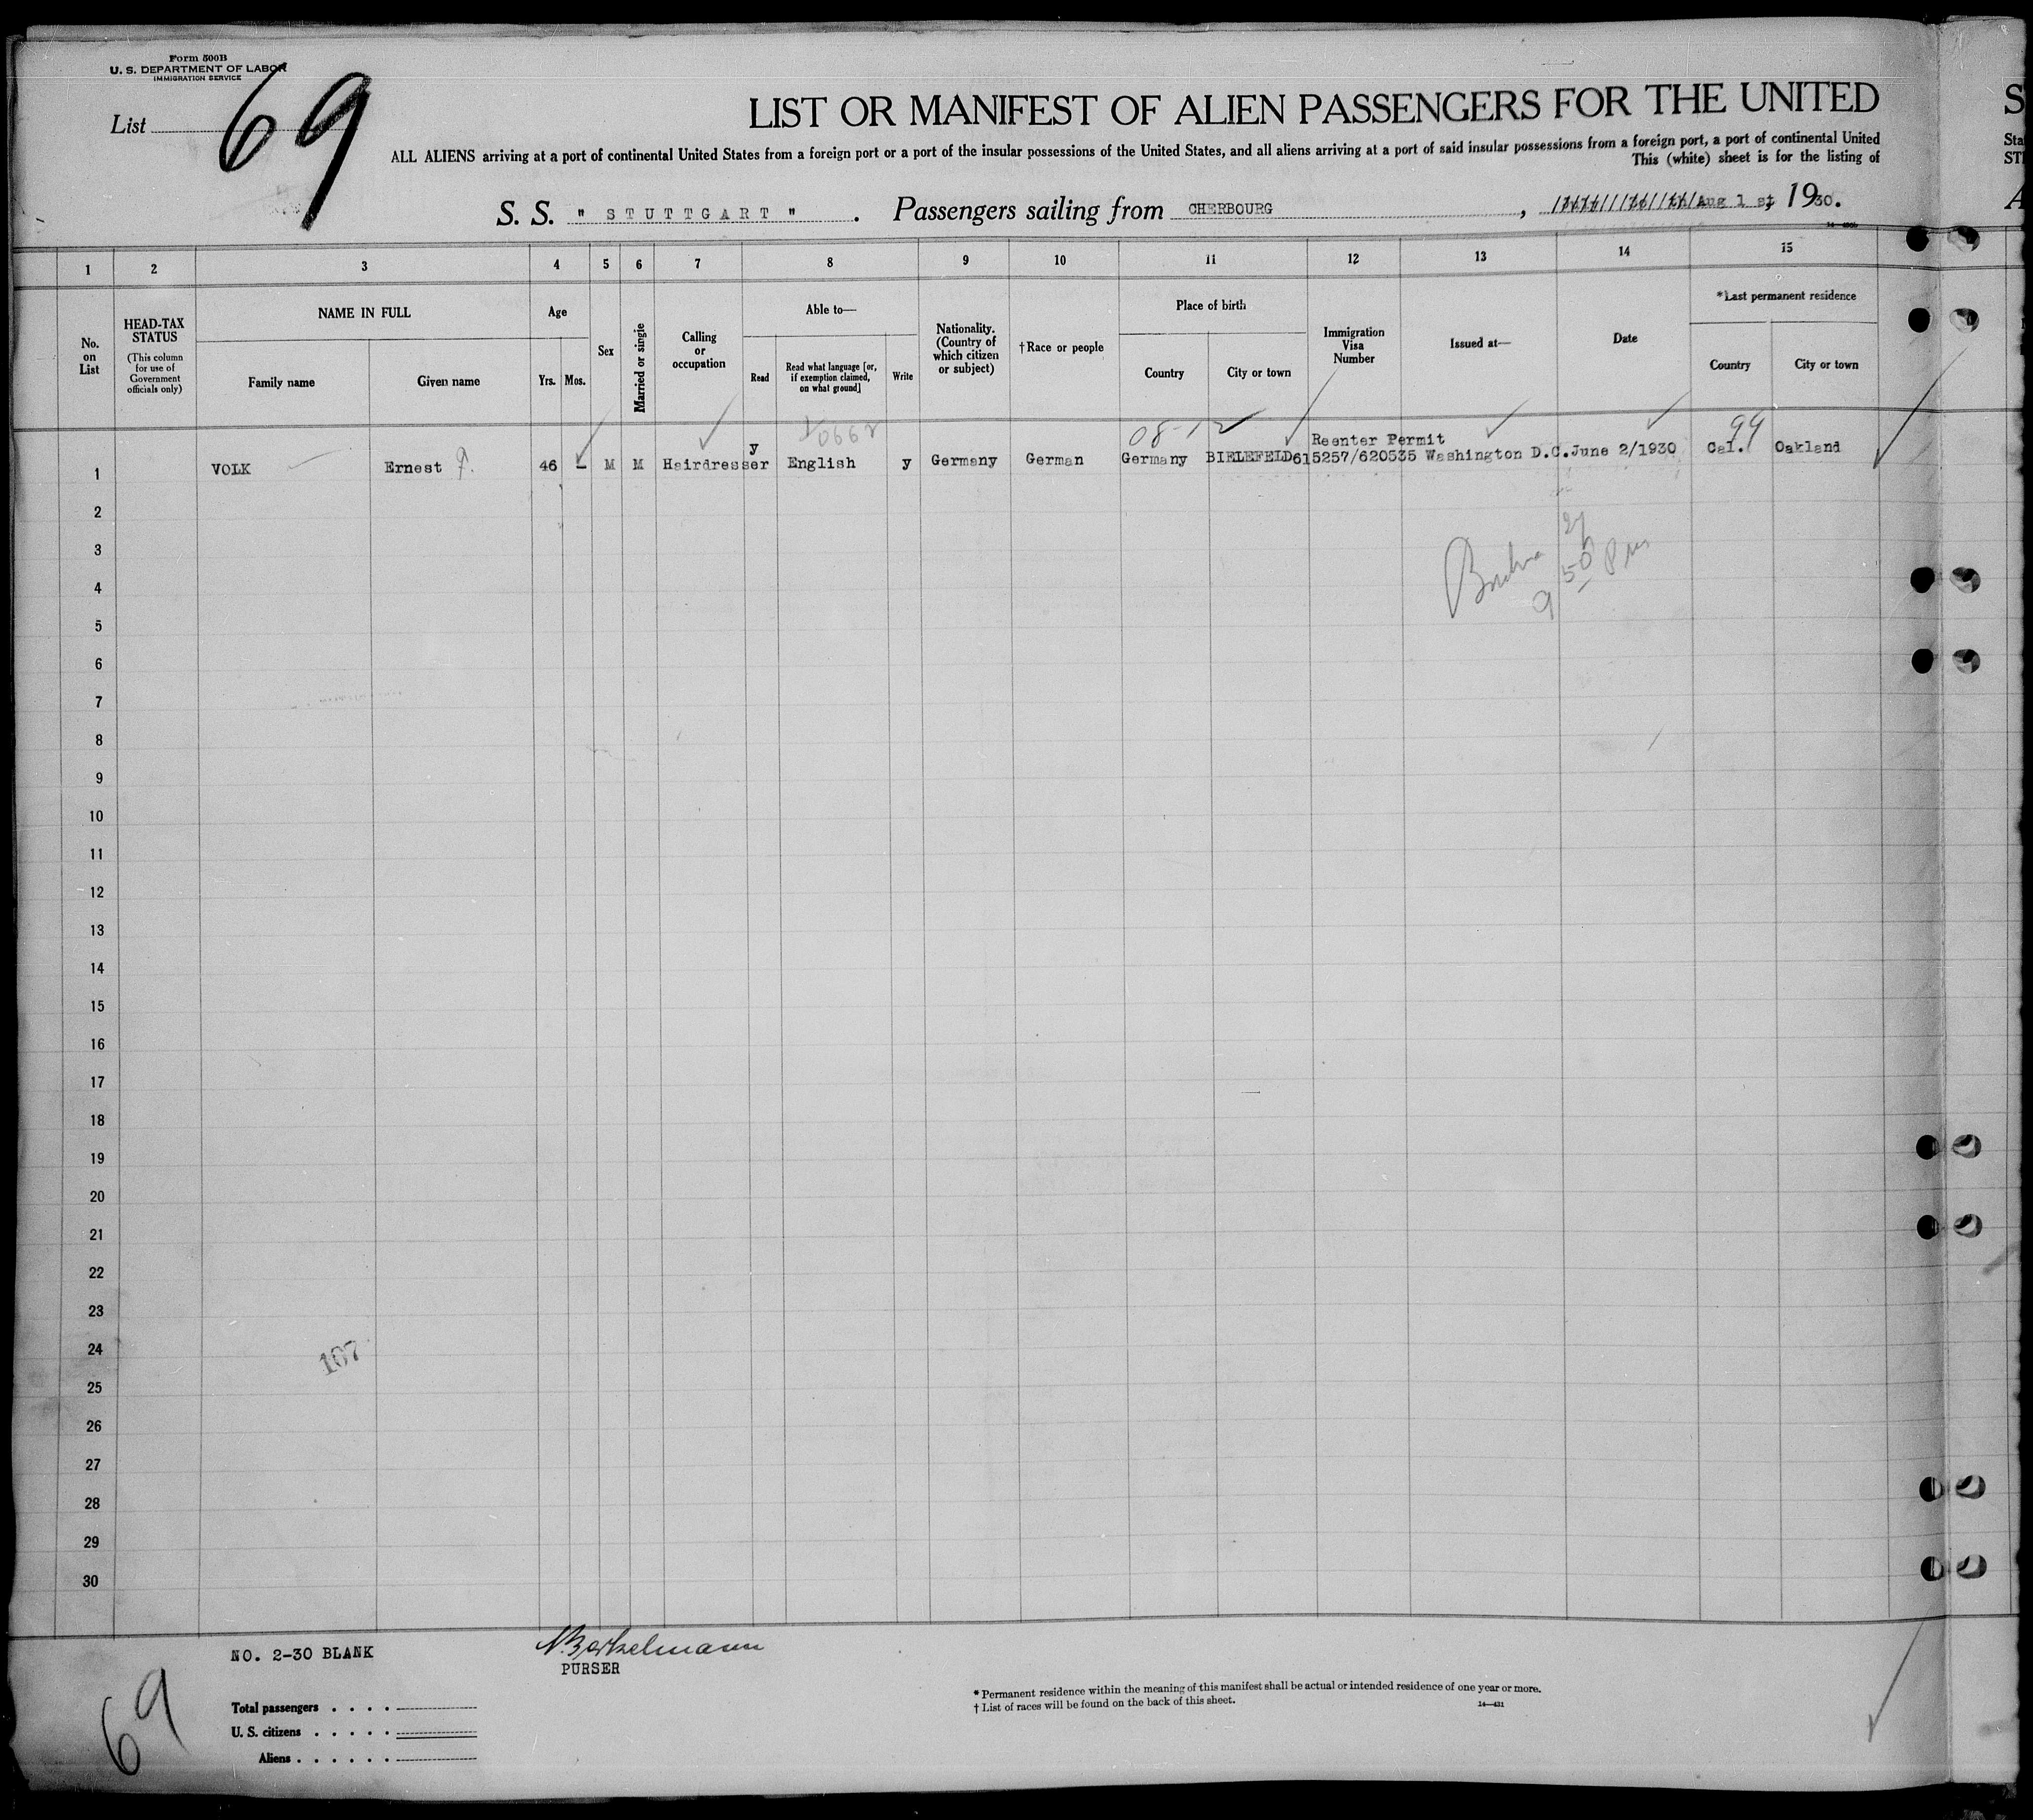 Form 500B
U. S. DEPARTMENT OF LABOR
IMMIGRATION SERVICE
List 69
LIST OR MANIFEST OF ALIEN PASSENGERS FOR THE UNITED
S
ALL ALIENS arriving at a port of continental United States from a foreign port or a port of the insular possessions of the United States, and all aliens arriving at a port of said insular possessions from a foreign port, a port of continental United
Sta
This (white) sheet is for the listing of
ST
S. S. " STUTTGART " . Passengers sailing from CHERBOURG , Aug 1 st, 1930.
A
1 2 3 4 5 6 7 8 9 10 11 12 13 14 15
No. on List
HEAD-TAX STATUS
(This column for use of Government officials only)
NAME IN FULL
Family name
Given name
Age
Yrs.
Mos.
Sex
Married or single
Calling or occupation
Able to—
Read
Read what language [or, if exemption claimed, on what ground]
Write
Nationality. (Country of which citizen or subject)
†Race or people
Place of birth
Country
City or town
Immigration Visa Number
Issued at—
Date
*Last permanent residence
Country
City or town
08-12
99
Reenter Permit
1 VOLK Ernest 46 – M M Hairdresser y English y Germany German Germany BIELEFELD 615257/620535 Washington D.C. June 2/1930 Cal. Oakland
2
3
4
5
6
7
8
9
10
11
12
13
14
15
16
17
18
19
20
21
22
23
24
107
25
26
27
28
29
30
NO. 2-30 BLANK
PURSER
69
Total passengers . . . .
U. S. citizens . . . . .
Aliens . . . . . .
* Permanent residence within the meaning of this manifest shall be actual or intended residence of one year or more.
† List of races will be found on the back of this sheet.
14—431